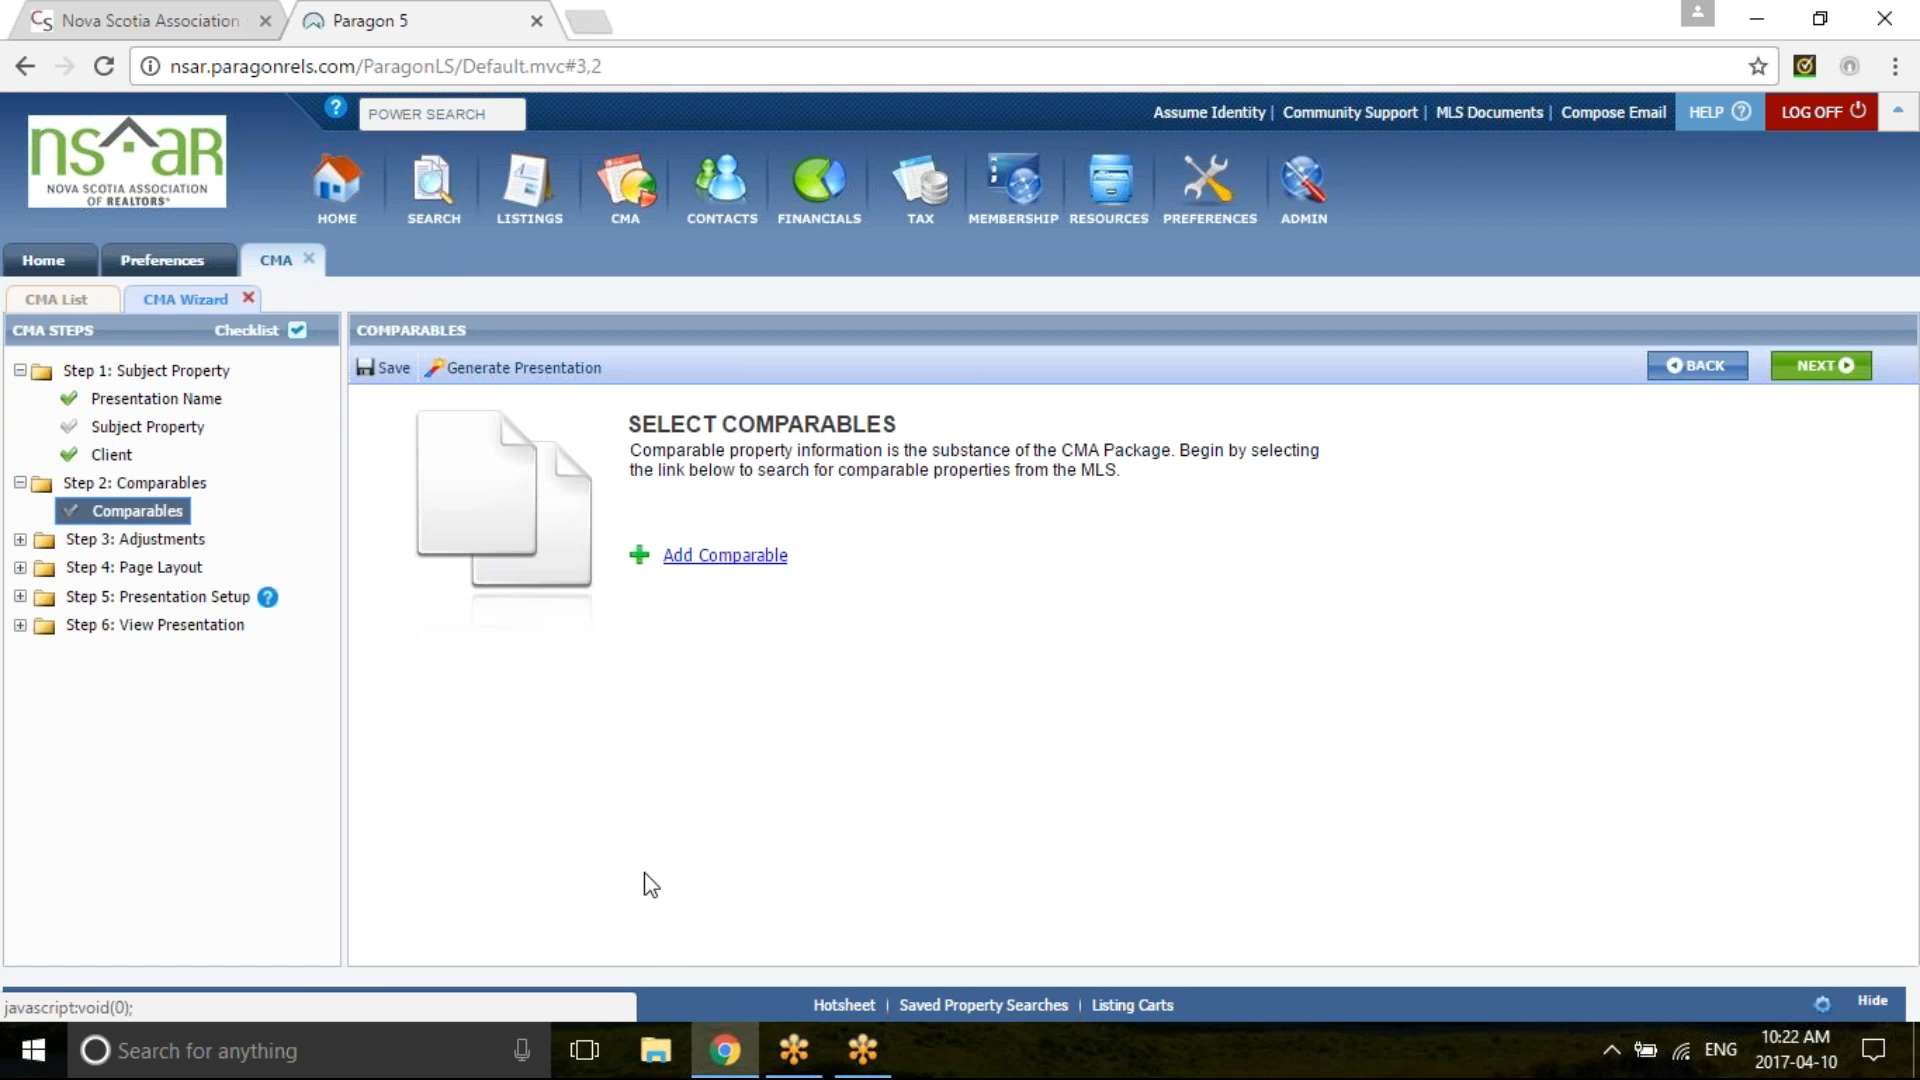 Nova Scotia Association
Paragon 5
nsar.paragonrels.com/ParagonLS/Default.mvc#3,2
POWER SEARCH
Assume Identity | Community Support | MLS Documents | Compose Email
HELP
LOG OFF
nsar
NOVA SCOTIA ASSOCIATION
OF REALTORS®
HOME
SEARCH
LISTINGS
CMA
CONTACTS
FINANCIALS
TAX
MEMBERSHIP
RESOURCES
PREFERENCES
ADMIN
Home
Preferences
CMA
CMA List
CMA Wizard
CMA STEPS
Checklist
COMPARABLES
Save
Generate Presentation
BACK
NEXT
Step 1: Subject Property
Presentation Name
Subject Property
Client
Step 2: Comparables
Comparables
Step 3: Adjustments
Step 4: Page Layout
Step 5: Presentation Setup
Step 6: View Presentation
SELECT COMPARABLES
Comparable property information is the substance of the CMA Package. Begin by selecting
the link below to search for comparable properties from the MLS.
Add Comparable
javascript:void(0);
Hotsheet | Saved Property Searches | Listing Carts
Hide
Search for anything
ENG
10:22 AM
2017-04-10